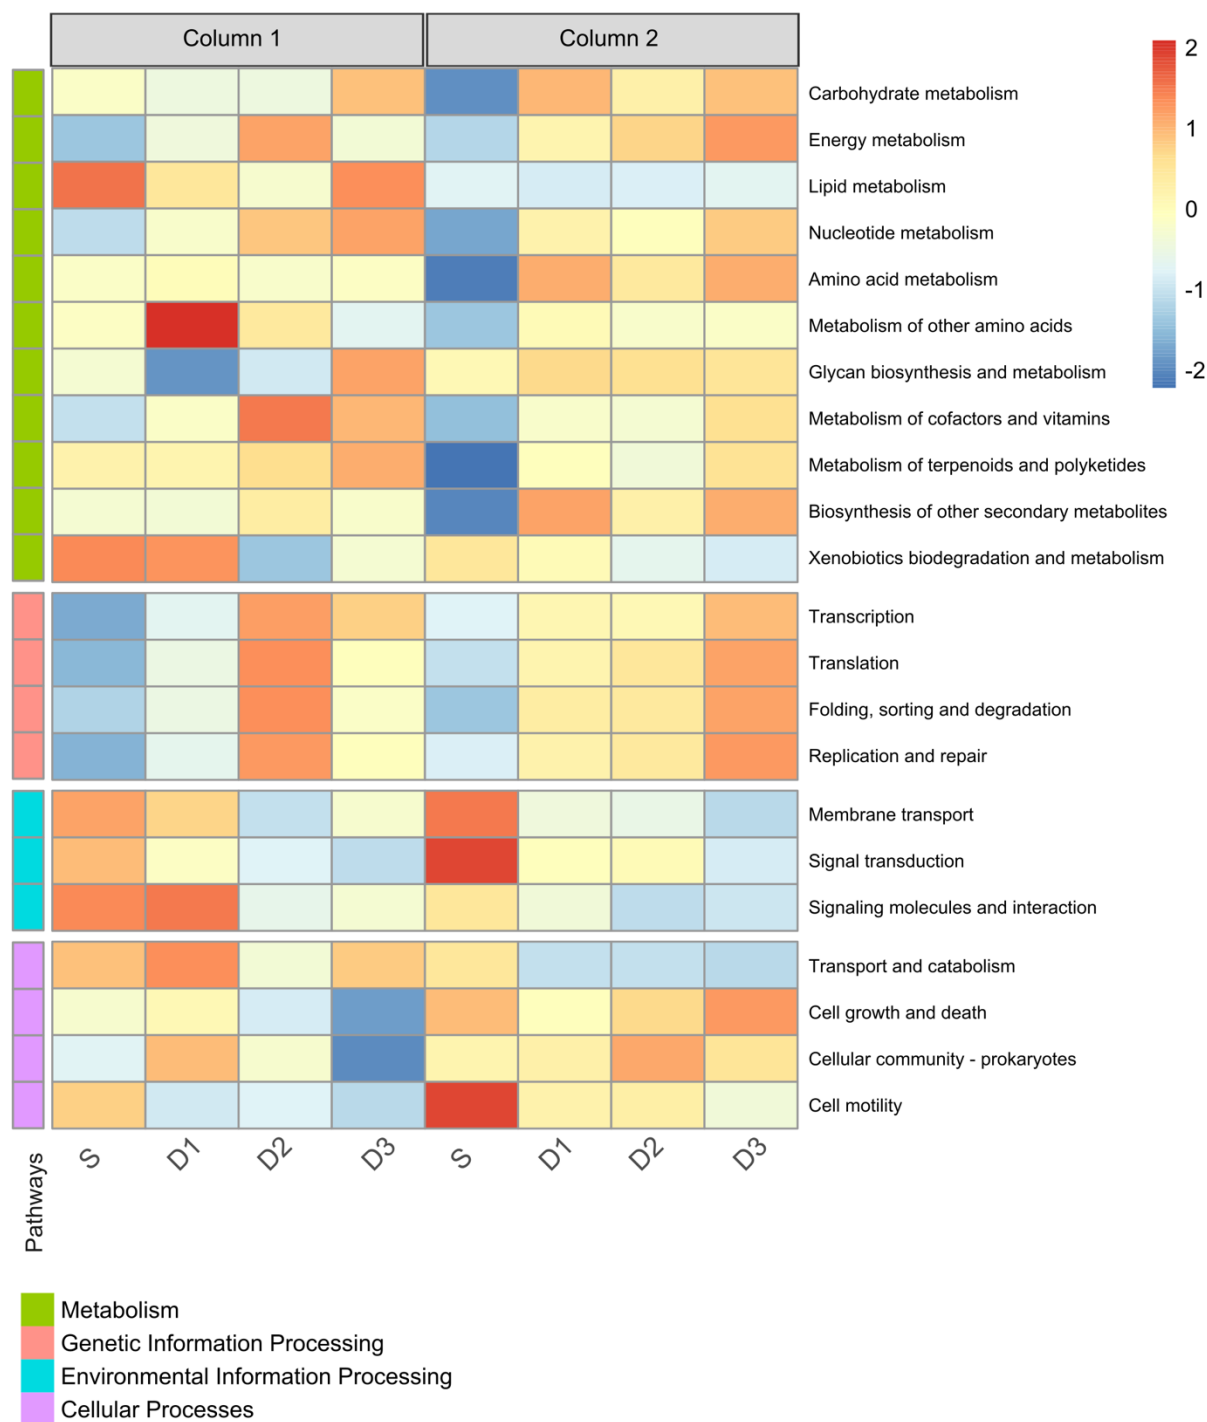 Column 1 Column 2
2
1
0
-1
-2
Carbohydrate metabolism
Energy metabolism
Lipid metabolism
Nucleotide metabolism
Amino acid metabolism
Metabolism of other amino acids
Glycan biosynthesis and metabolism
Metabolism of cofactors and vitamins
Metabolism of terpenoids and polyketides
Biosynthesis of other secondary metabolites
Xenobiotics biodegradation and metabolism
Transcription
Translation
Folding, sorting and degradation
Replication and repair
Membrane transport
Signal transduction
Signaling molecules and interaction
Transport and catabolism
Cell growth and death
Cellular community - prokaryotes
Cell motility
S D1 D2 D3 S D1 D2 D3
Pathways
Metabolism
Genetic Information Processing
Environmental Information Processing
Cellular Processes